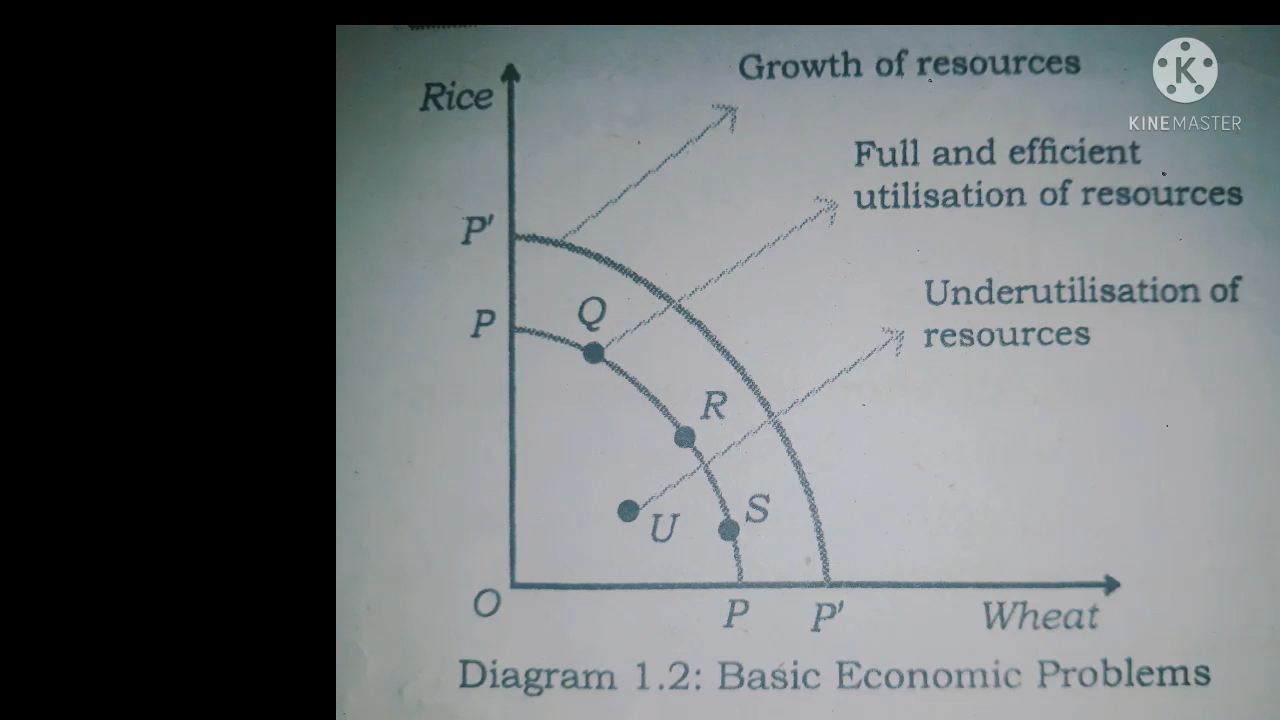 Growth of resources
Rice
KINEMASTER
Full and efficient
utilisation of resources
P'
Underutilisation of
resources
Q
P
R
S
U
O
P
P'
Wheat
Diagram 1.2: Basic Economic Problems